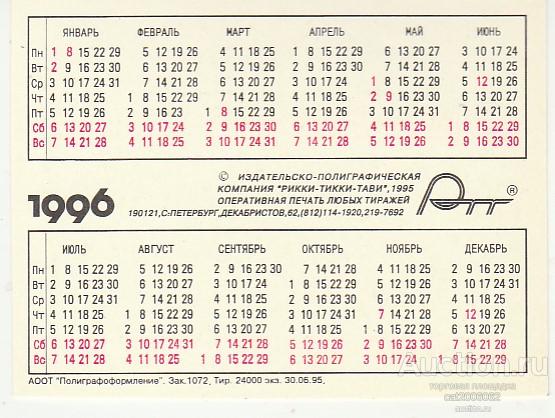 ЯНВАРЬ ФЕВРАЛЬ МАРТ АПРЕЛЬ МАЙ ИЮНЬ
Пн 1 8 15 22 29 5 12 19 26 4 11 18 25 1 8 15 22 29 6 13 20 27 3 10 17 24
Вт 2 9 16 23 30 6 13 20 27 5 12 19 26 2 9 16 23 30 7 14 21 28 4 11 18 25
Ср 3 10 17 24 31 7 14 21 28 6 13 20 27 3 10 17 24 1 8 15 22 29 5 12 19 26
Чт 4 11 18 25 1 8 15 22 29 7 14 21 28 4 11 18 25 2 9 16 23 30 6 13 20 27
Пт 5 12 19 26 2 9 16 23 1 8 15 22 29 5 12 19 26 3 10 17 24 31 7 14 21 28
Сб 6 13 20 27 3 10 17 24 2 9 16 23 30 6 13 20 27 4 11 18 25 1 8 15 22 29
Вс 7 14 21 28 4 11 18 25 3 10 17 24 31 7 14 21 28 5 12 19 26 2 9 16 23 30
1996
© ИЗДАТЕЛЬСКО-ПОЛИГРАФИЧЕСКАЯ
КОМПАНИЯ "РИККИ-ТИККИ-ТАВИ",1995
ОПЕРАТИВНАЯ ПЕЧАТЬ ЛЮБЫХ ТИРАЖЕЙ
190121,С-ПЕТЕРБУРГ,ДЕКАБРИСТОВ,62,(812)114-1920,219-7692
РТТ ®
ИЮЛЬ АВГУСТ СЕНТЯБРЬ ОКТЯБРЬ НОЯБРЬ ДЕКАБРЬ
Пн 1 8 15 22 29 5 12 19 26 2 9 16 23 30 7 14 21 28 4 11 18 25 2 9 16 23 30
Вт 2 9 16 23 30 6 13 20 27 3 10 17 24 1 8 15 22 29 5 12 19 26 3 10 17 24 31
Ср 3 10 17 24 31 7 14 21 28 4 11 18 25 2 9 16 23 30 6 13 20 27 4 11 18 25
Чт 4 11 18 25 1 8 15 22 29 5 12 19 26 3 10 17 24 31 7 14 21 28 5 12 19 26
Пт 5 12 19 26 2 9 16 23 30 6 13 20 27 4 11 18 25 1 8 15 22 29 6 13 20 27
Сб 6 13 20 27 3 10 17 24 31 7 14 21 28 5 12 19 26 2 9 16 23 30 7 14 21 28
Вс 7 14 21 28 4 11 18 25 1 8 15 22 29 6 13 20 27 3 10 17 24 1 8 15 22 29
АООТ "Полиграфоформление". Зак.1072, Тир. 24000 экз. 30.06.95,
Auction.ru
торговая площадка
cat2006062
auction.ru